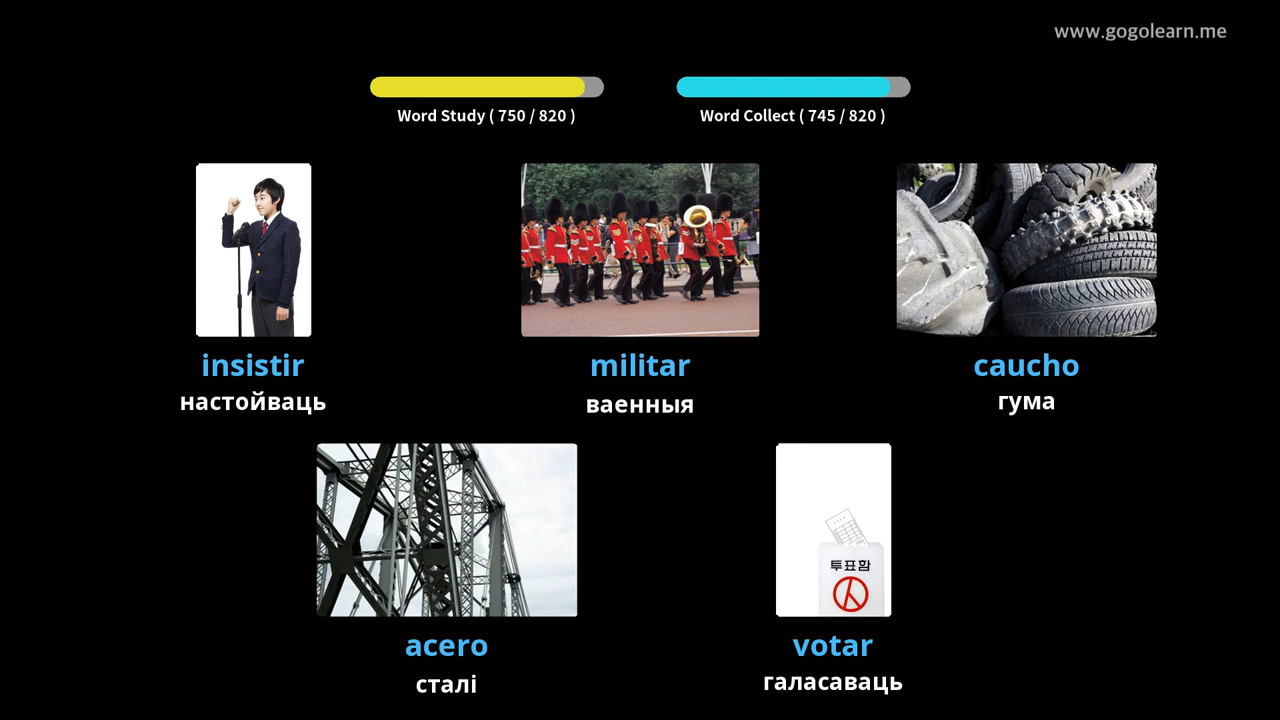 www.gogolearn.me
Word Study ( 750 / 820 )
Word Collect ( 745 / 820 )
insistir
настойваць
militar
ваенныя
caucho
гума
투표함
acero
сталі
votar
галасаваць